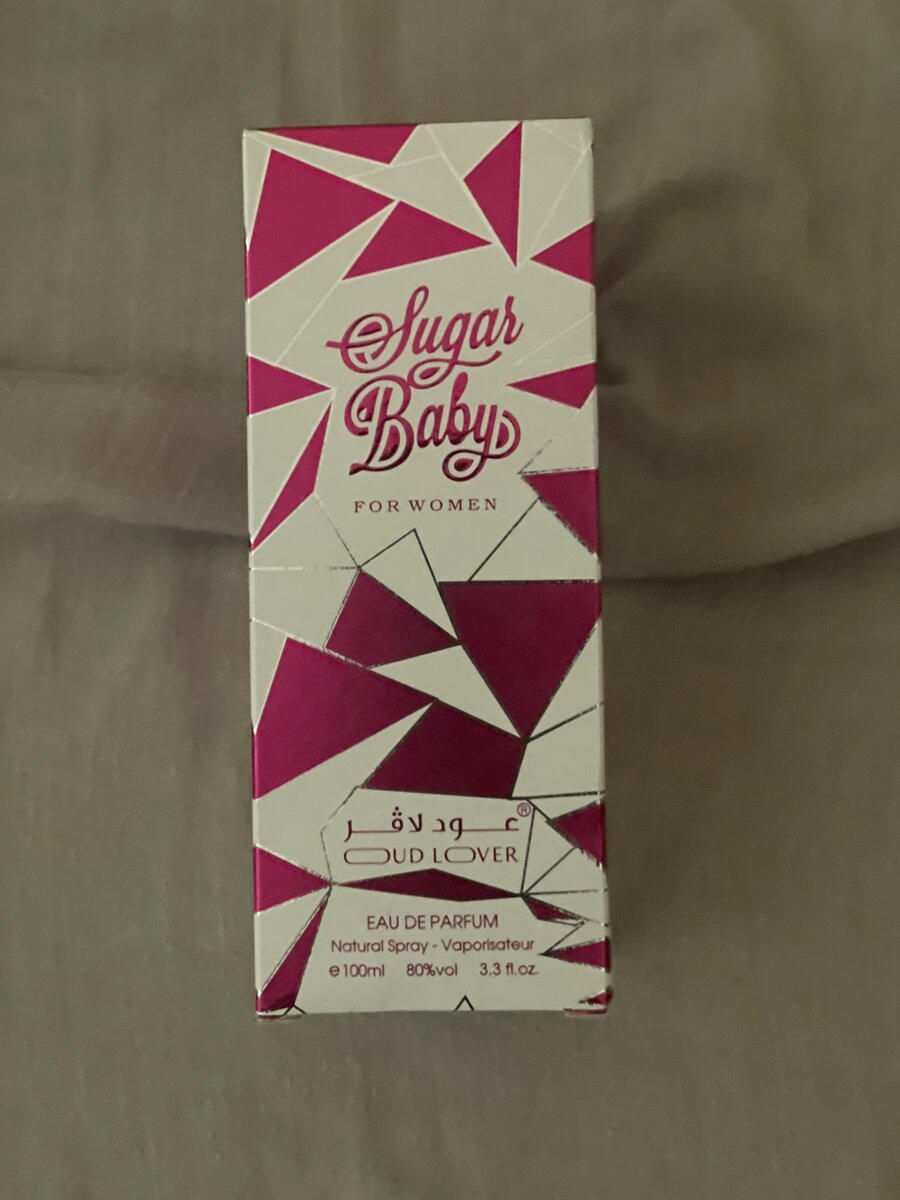 Sugar
Baby
FOR WOMEN
عود لاڤر®
OUD LOVER
EAU DE PARFUM
Natural Spray - Vaporisateur
℮100ml 80%vol 3.3 fl.oz.